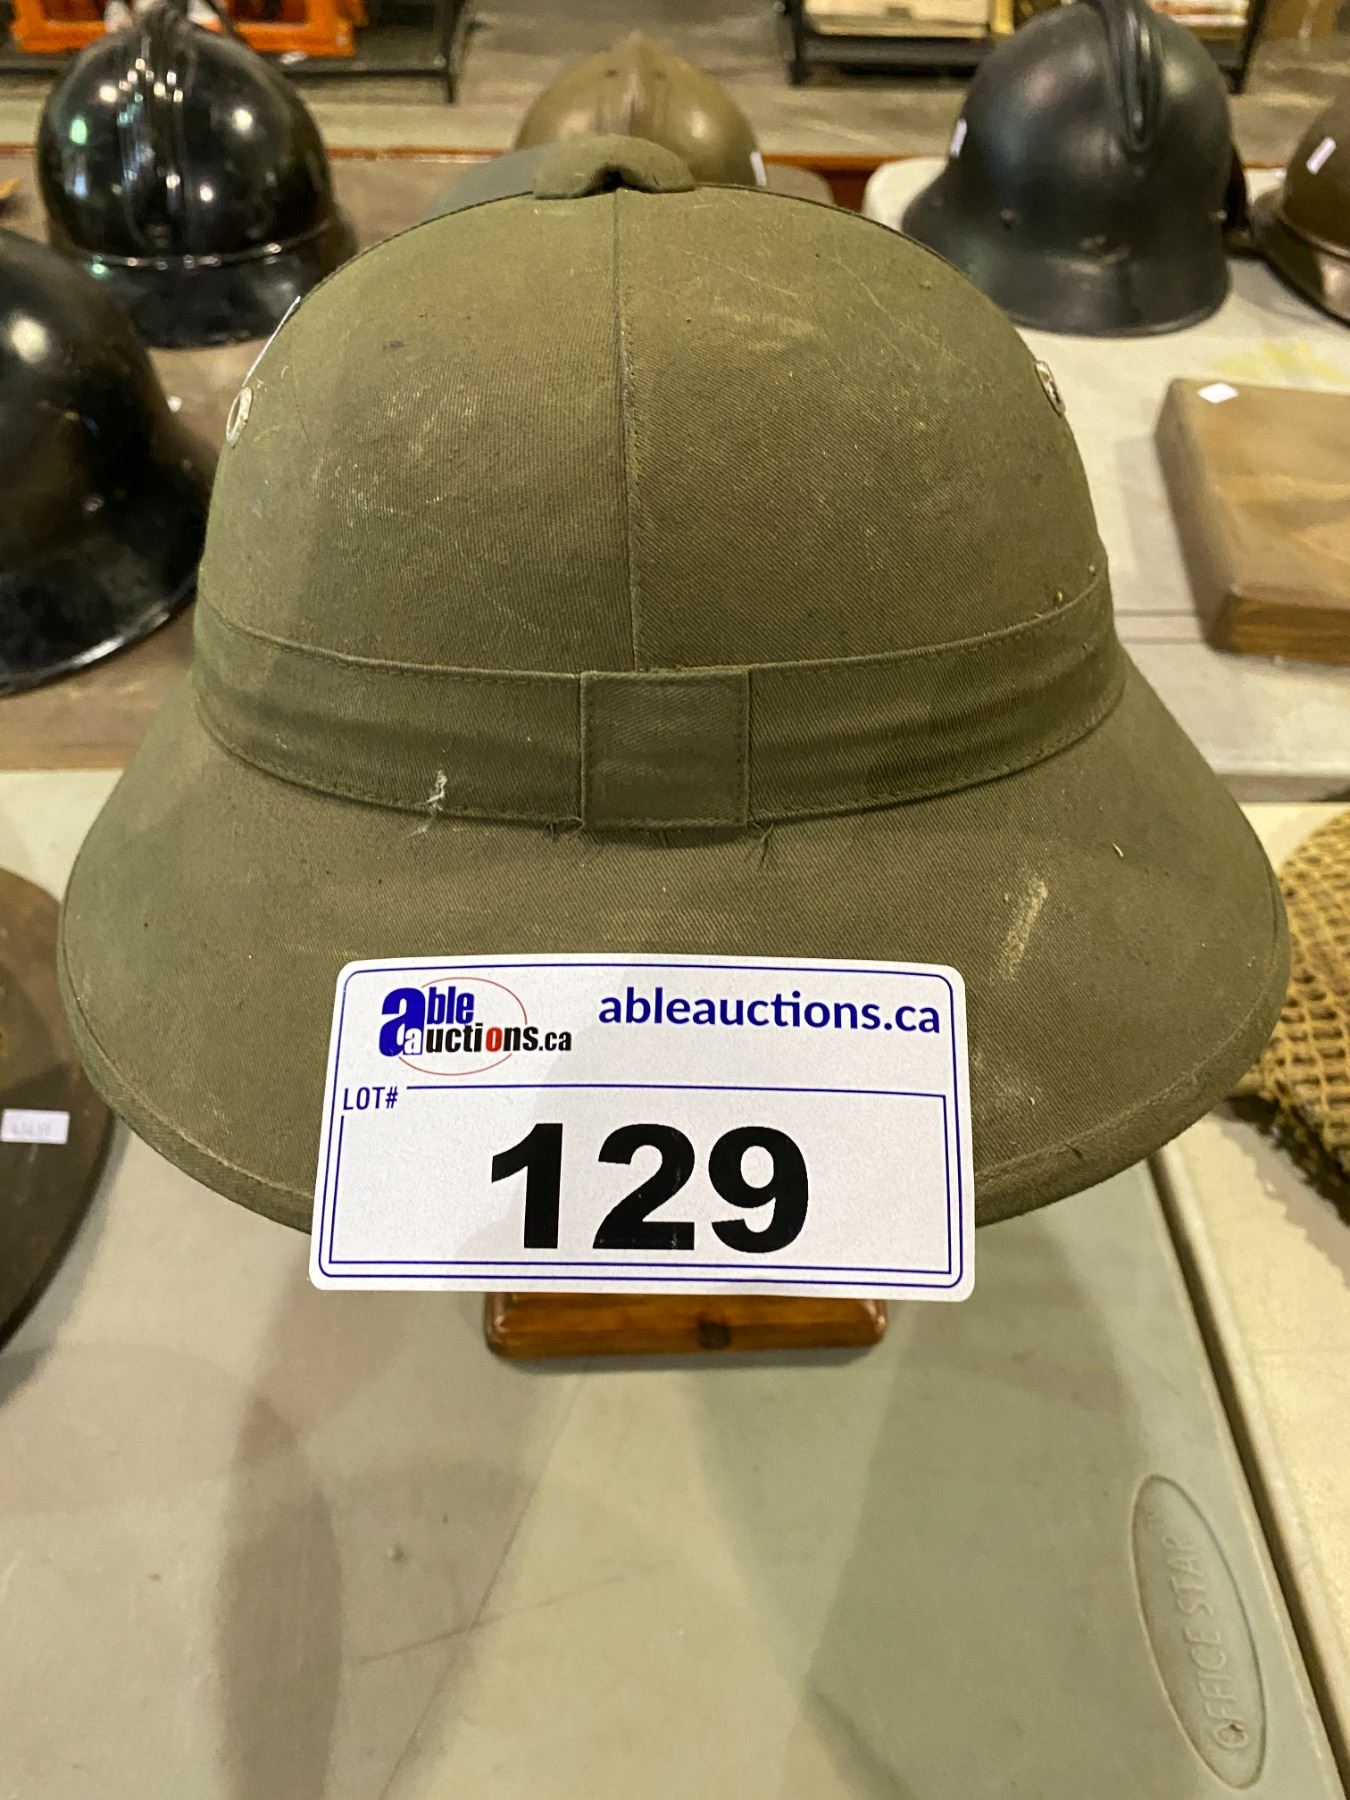 able
auctions.ca
ableauctions.ca
LOT#
129
OFFICE STAR